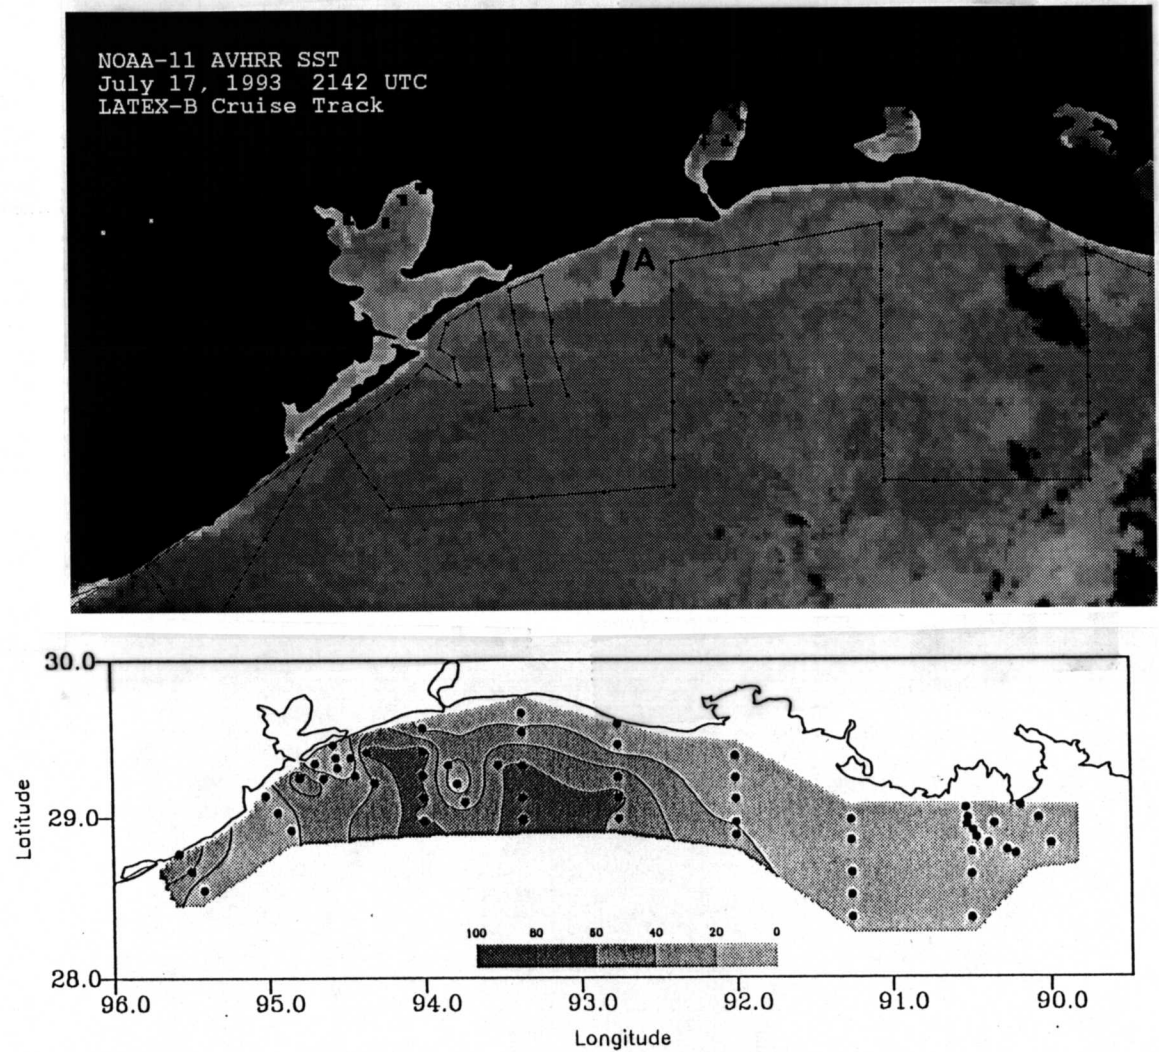 NOAA-11 AVHRR SST
July 17, 1993 2142 UTC
LATEX-B Cruise Track
A
30.0
29.0
28.0
Latitude
100 80 60 40 20 0
96.0 95.0 94.0 93.0 92.0 91.0 90.0
Longitude